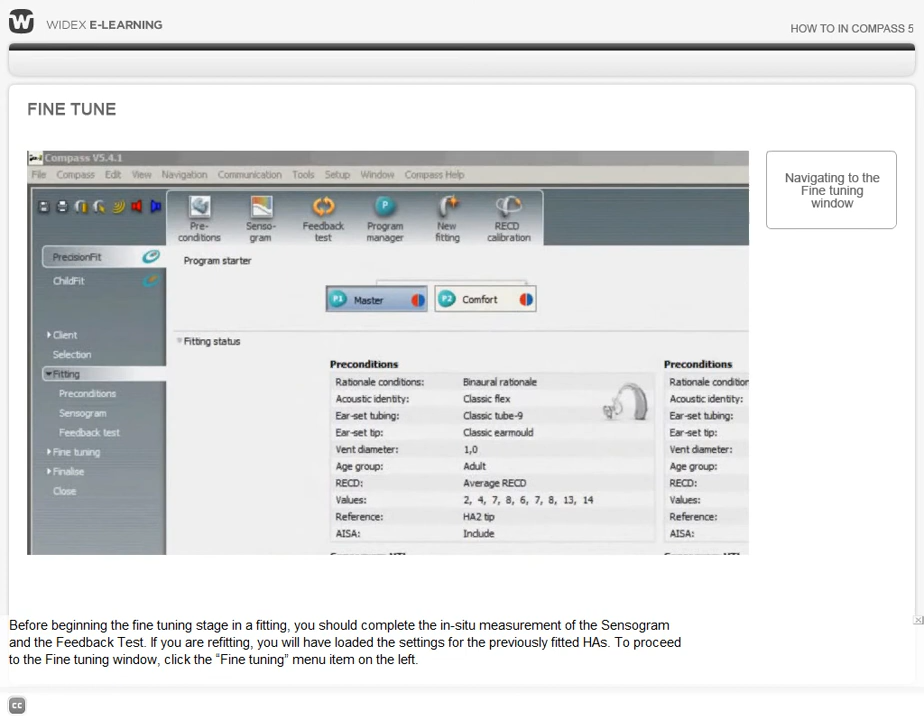 WIDEX E-LEARNING
HOW TO IN COMPASS 5
FINE TUNE
Compass V5.4.1
File Compass Edit View Navigation Communication Tools Setup Window Compass Help
Pre-conditions
Senso-gram
Feedback test
Program manager
New fitting
RECD calibration
PrecisionFit
ChildFit
Client
Selection
Fitting
Preconditions
Sensogram
Feedback test
Fine tuning
Finalise
Close
Program starter
P1 Master
P2 Comfort
Fitting status
Preconditions
Rationale conditions: Binaural rationale
Acoustic identity: Classic flex
Ear-set tubing: Classic tube-9
Ear-set tip: Classic earmould
Vent diameter: 1,0
Age group: Adult
RECD: Average RECD
Values: 2, 4, 7, 8, 6, 7, 8, 13, 14
Reference: HA2 tip
AISA: Include
Preconditions
Rationale condition
Acoustic identity:
Ear-set tubing:
Ear-set tip:
Vent diameter:
Age group:
RECD:
Values:
Reference:
AISA:
Navigating to the
Fine tuning
window
Before beginning the fine tuning stage in a fitting, you should complete the in-situ measurement of the Sensogram
and the Feedback Test. If you are refitting, you will have loaded the settings for the previously fitted HAs. To proceed
to the Fine tuning window, click the “Fine tuning” menu item on the left.
cc